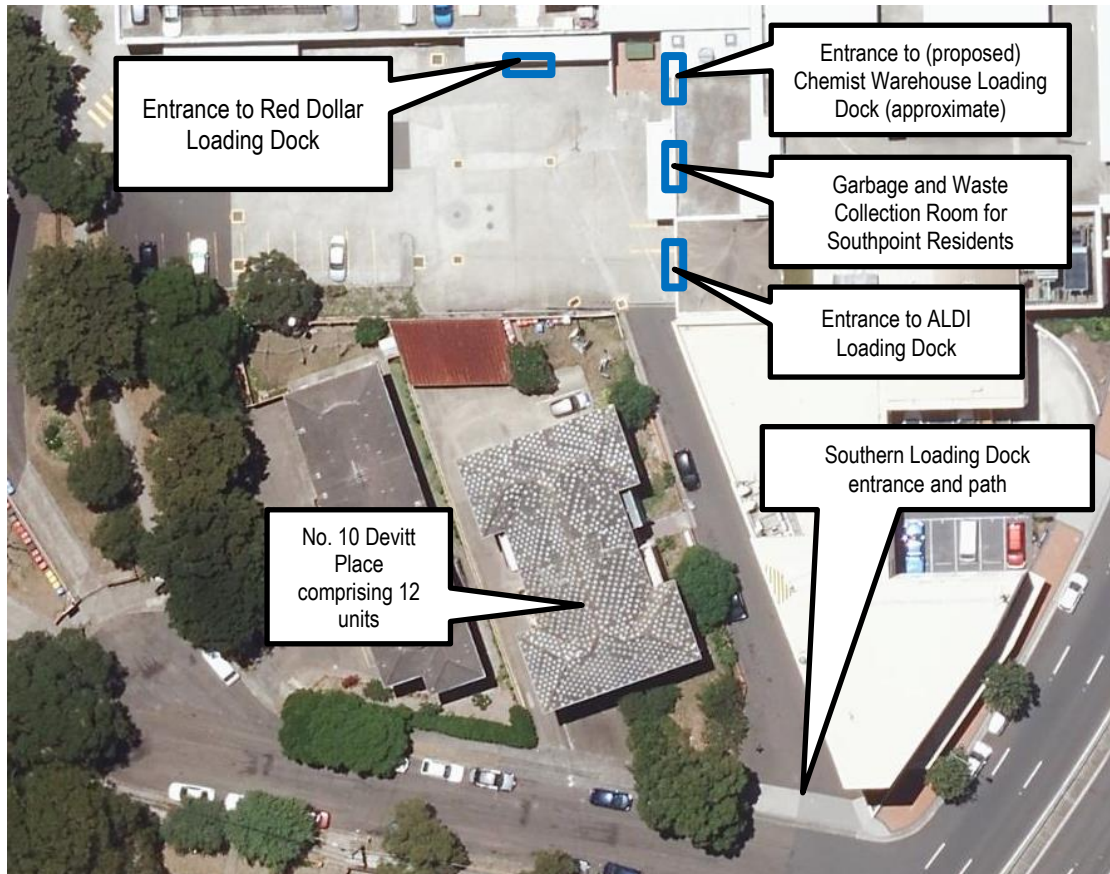 Entrance to Red Dollar
Loading Dock
Entrance to (proposed)
Chemist Warehouse Loading
Dock (approximate)
Garbage and Waste
Collection Room for
Southpoint Residents
Entrance to ALDI
Loading Dock
Southern Loading Dock
entrance and path
No. 10 Devitt
Place
comprising 12
units